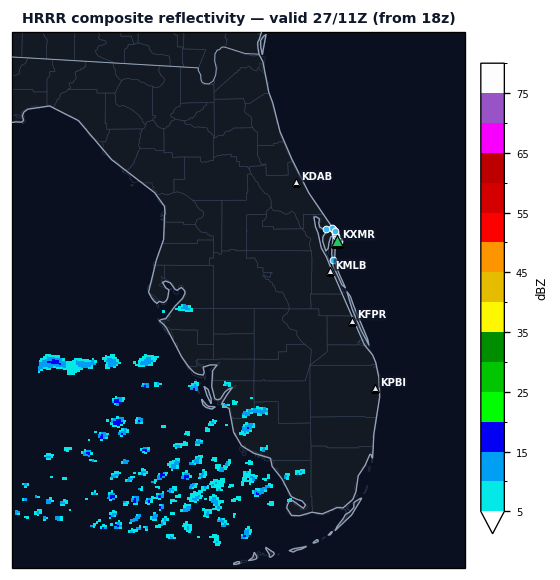 HRRR composite reflectivity — valid 27/11Z (from 18z)
KDAB
KXMR
KMLB
KFPR
KPBI
75
65
55
45
35
25
15
5
dBZ